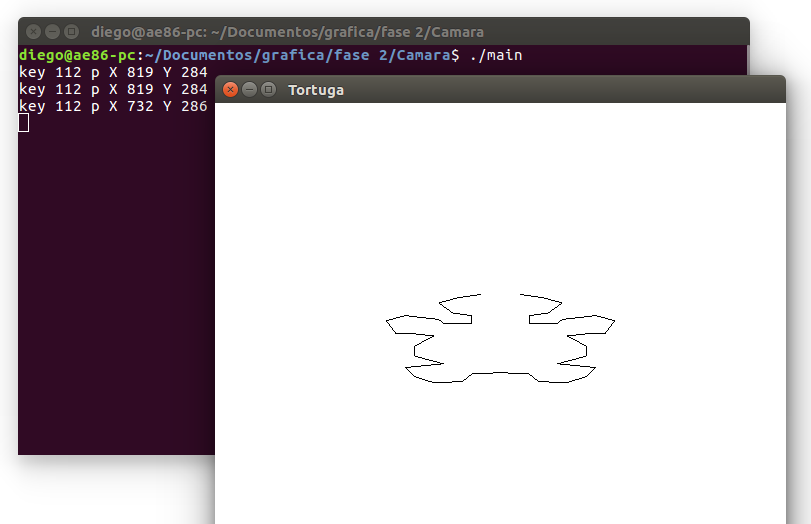 diego@ae86-pc: ~/Documentos/grafica/fase 2/Camara
diego@ae86-pc:~/Documentos/grafica/fase 2/Camara$ ./main
key 112 p X 819 Y 284
key 112 p X 819 Y 284
key 112 p X 732 Y 286
Tortuga